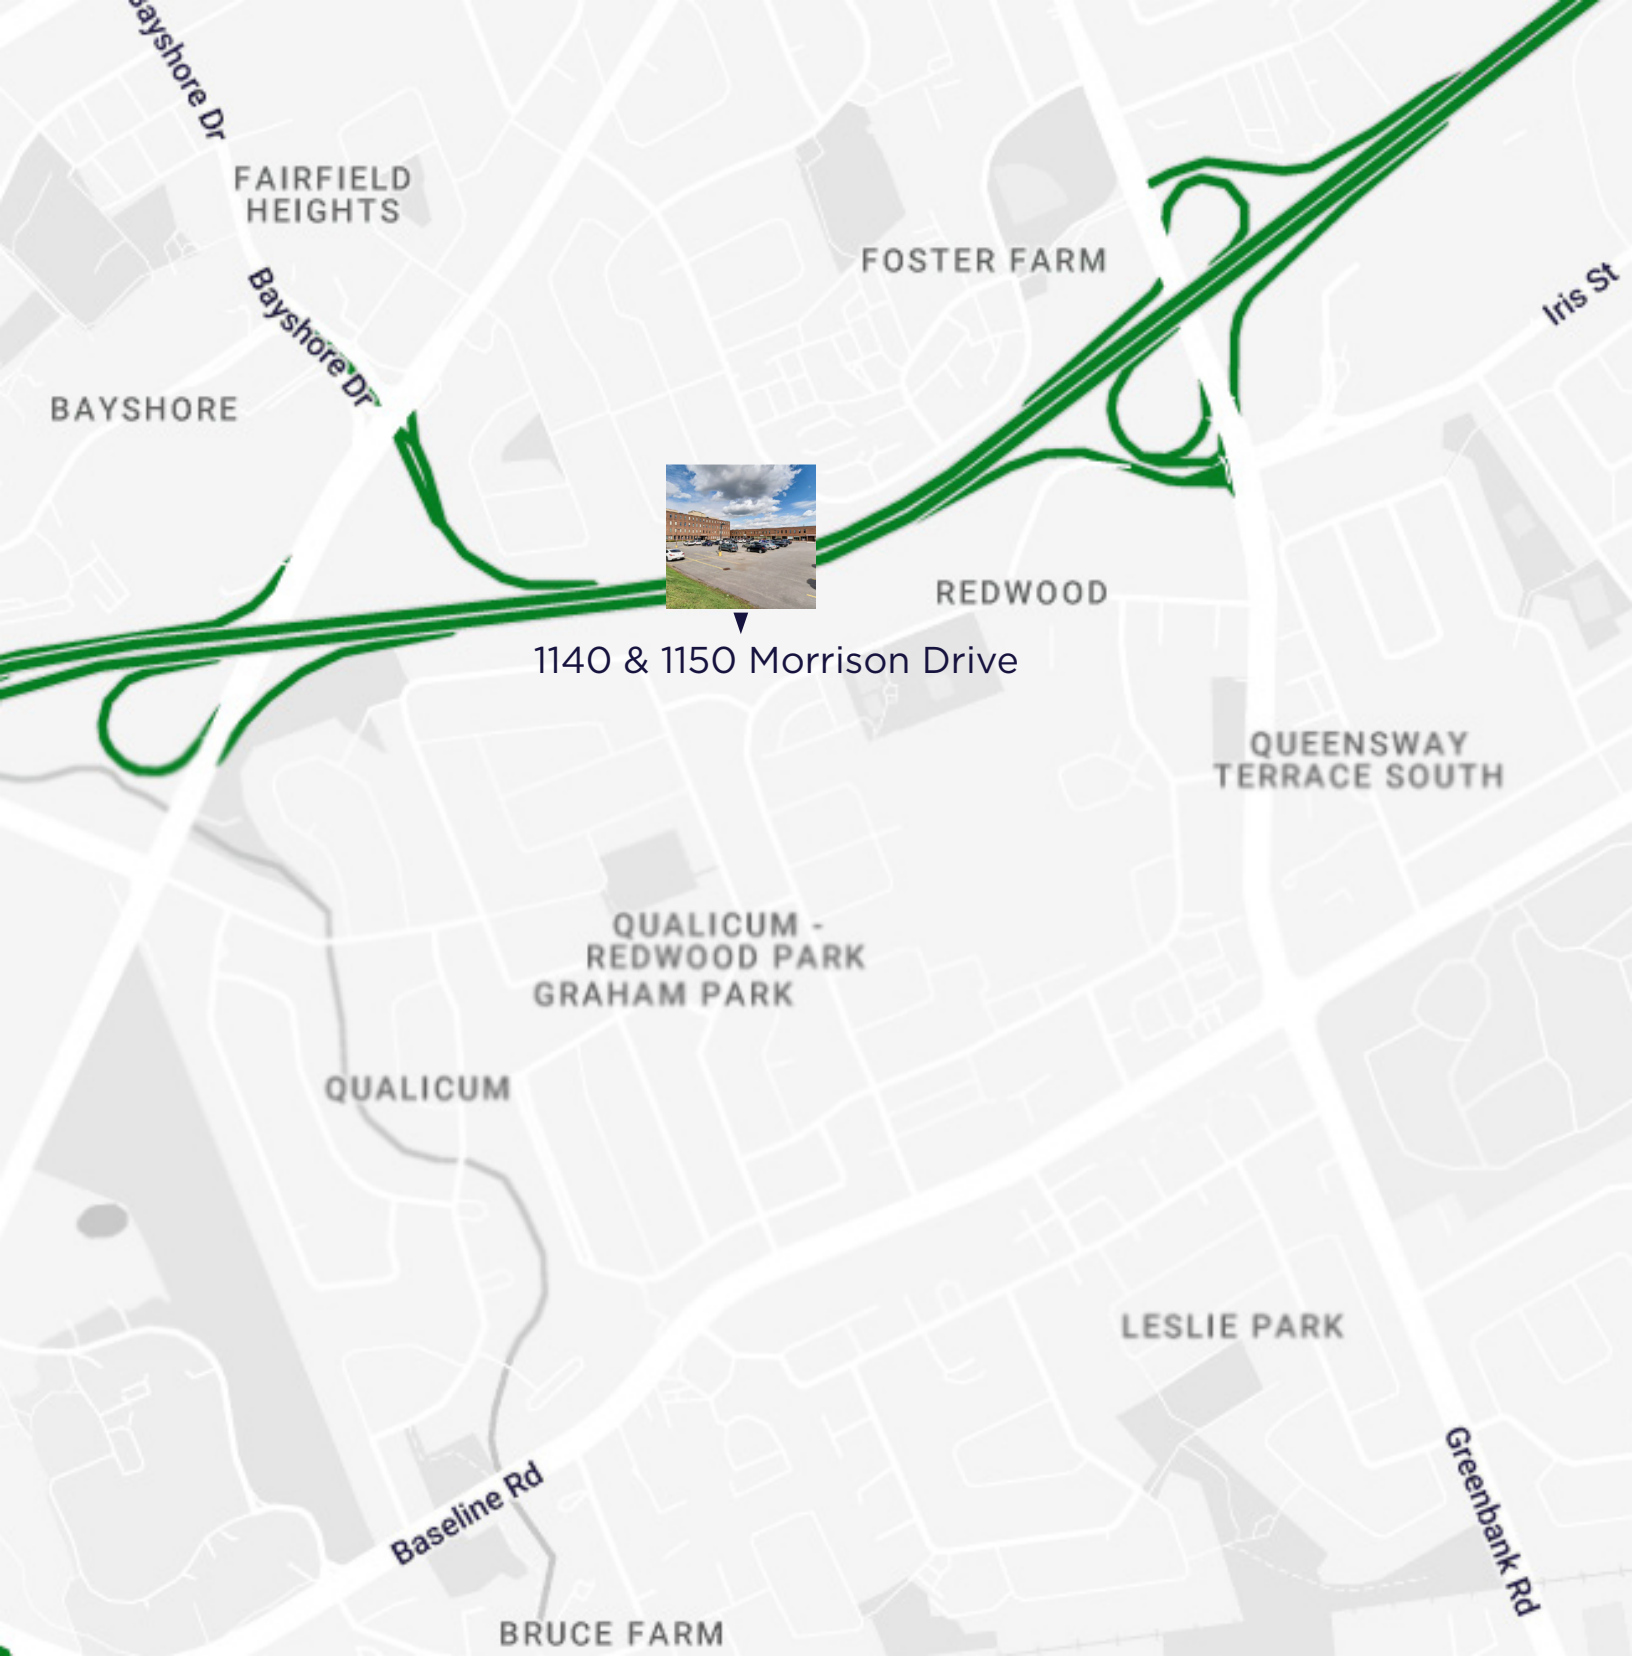 Bayshore Dr
FAIRFIELD
HEIGHTS
FOSTER FARM
Iris St
Bayshore Dr
BAYSHORE
REDWOOD
1140 & 1150 Morrison Drive
QUEENSWAY
TERRACE SOUTH
QUALICUM -
REDWOOD PARK
GRAHAM PARK
QUALICUM
LESLIE PARK
Greenbank Rd
Baseline Rd
BRUCE FARM